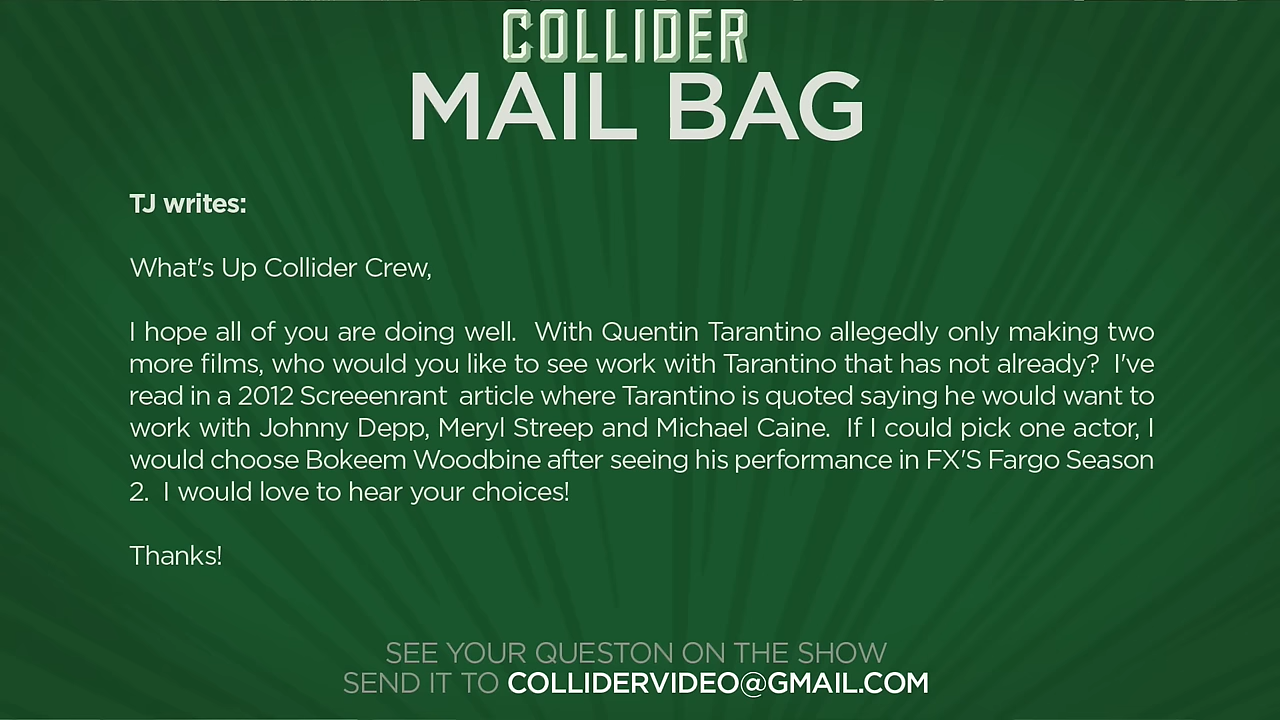 COLLIDER
MAIL BAG
TJ writes:
What's Up Collider Crew,
I hope all of you are doing well.  With Quentin Tarantino allegedly only making two
more films, who would you like to see work with Tarantino that has not already?  I've
read in a 2012 Screeenrant  article where Tarantino is quoted saying he would want to
work with Johnny Depp, Meryl Streep and Michael Caine.  If I could pick one actor, I
would choose Bokeem Woodbine after seeing his performance in FX'S Fargo Season
2.  I would love to hear your choices!
Thanks!
SEE YOUR QUESTON ON THE SHOW
SEND IT TO COLLIDERVIDEO@GMAIL.COM